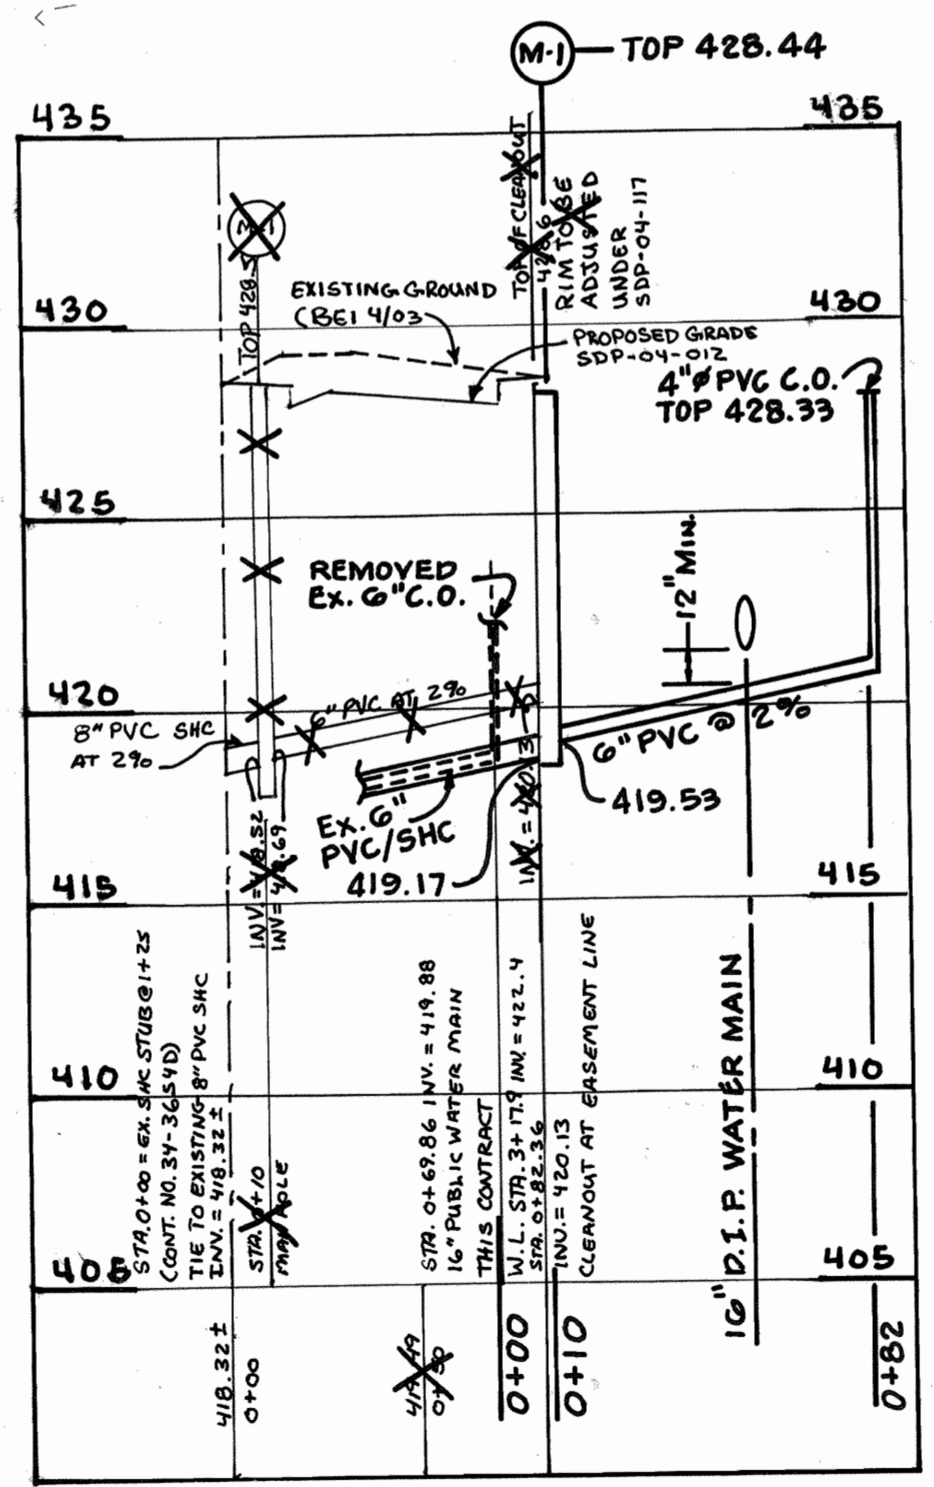 M-1
TOP 428.44
435
435
TOP OF CLEANOUT
RIM TO BE
ADJUSTED
UNDER
SDP-04-117
TOP 428.5
EXISTING GROUND
(BEI 4/03
430
430
PROPOSED GRADE
SDP-04-012
4"ø PVC C.O.
TOP 428.33
425
12" MIN.
REMOVED
EX. 6" C.O.
420
6" PVC AT 2%
8" PVC SHC
AT 2%
6" PVC @ 2%
419.53
EX. 6"
PVC/SHC
419.17
415
415
STA. 0+00 = EX. SHC STUB @ 1+25
(CONT. NO. 34-3654D)
TIE TO EXISTING 8" PVC SHC
INV. = 418.32 ±
STA. 0+10
MANHOLE
STA. 0+69.86 INV. = 419.88
16" PUBLIC WATER MAIN
THIS CONTRACT
W.L. STA. 3+17.9 INV. = 422.4
STA. 0+82.36
INV. = 420.13
CLEANOUT AT EASEMENT LINE
16" D.I.P. WATER MAIN
410
410
405
405
418.32 ±
0+00
419.49
0+50
0+00
0+10
0+82